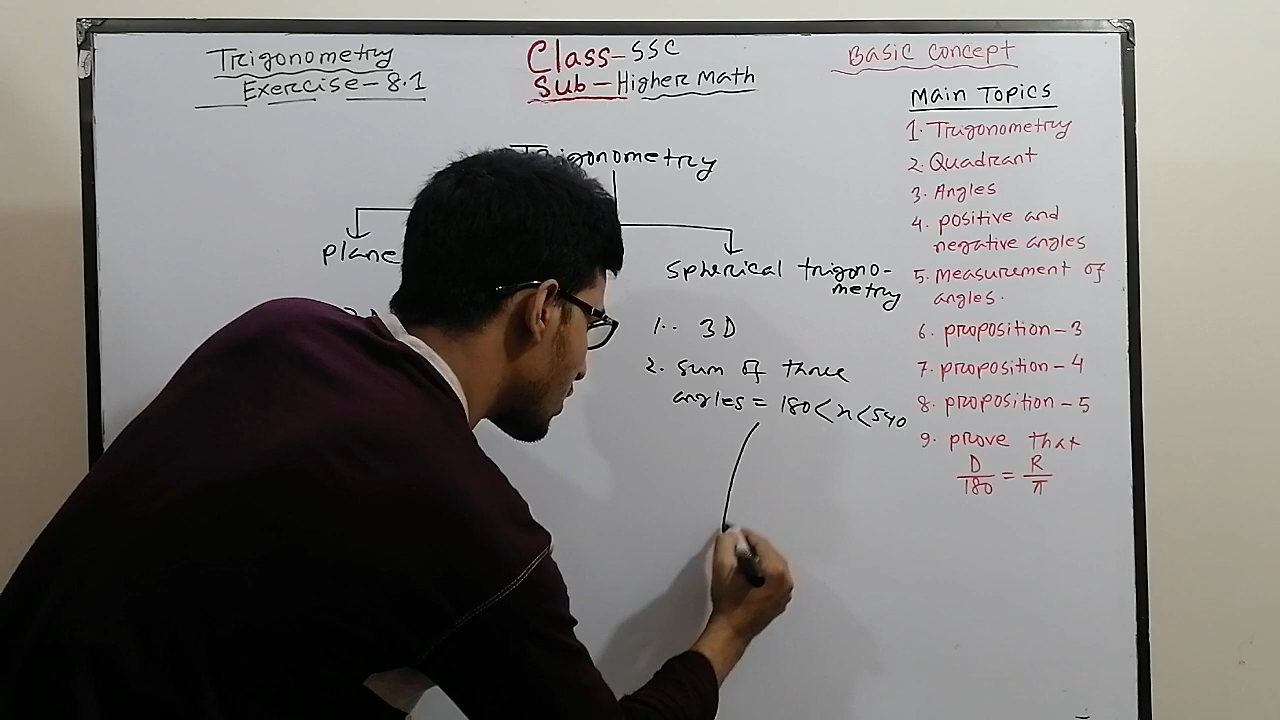 Trigonometry
Exercise-8.1
Class-SSC
Sub-Higher Math
Basic Concept
Main Topics
1. Trigonometry
2. Quadrant
3. Angles
4. positive and
negative angles
5. Measurement of
angles.
6. proposition-3
7. proposition-4
8. proposition-5
9. prove that
D/180 = R/π
Trigonometry
plane
Spherical trigono-
metry
1.. 3D
2. Sum of three
angles = 180<x<540